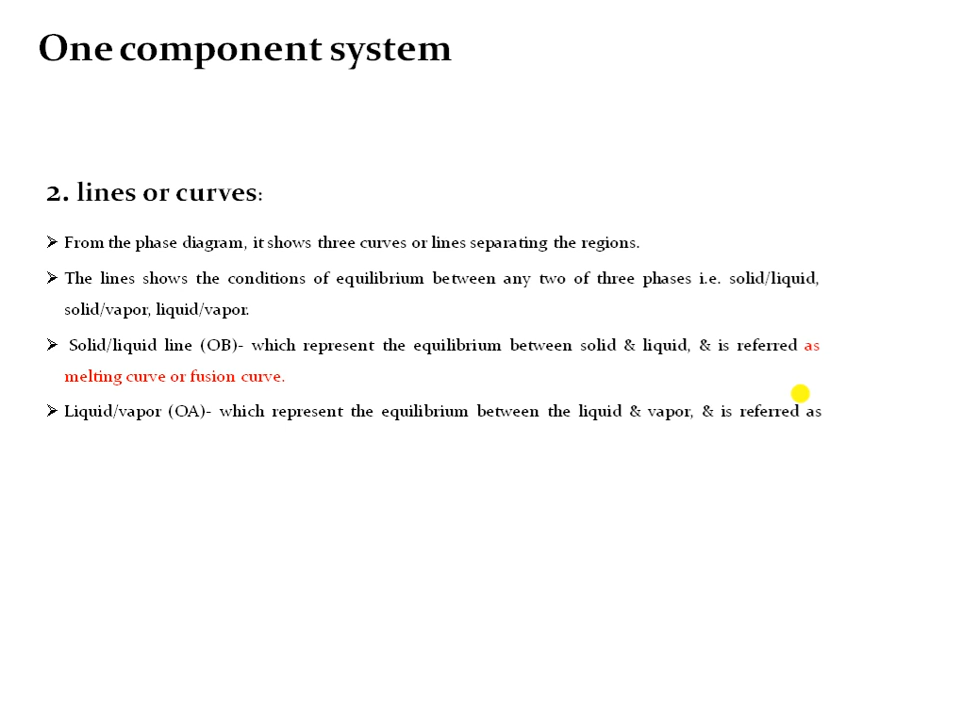 One component system
2. lines or curves:
➢ From the phase diagram, it shows three curves or lines separating the regions.
➢ The lines shows the conditions of equilibrium between any two of three phases i.e. solid/liquid,
solid/vapor, liquid/vapor.
➢ Solid/liquid line (OB)- which represent the equilibrium between solid & liquid, & is referred as
melting curve or fusion curve.
➢ Liquid/vapor (OA)- which represent the equilibrium between the liquid & vapor, & is referred as